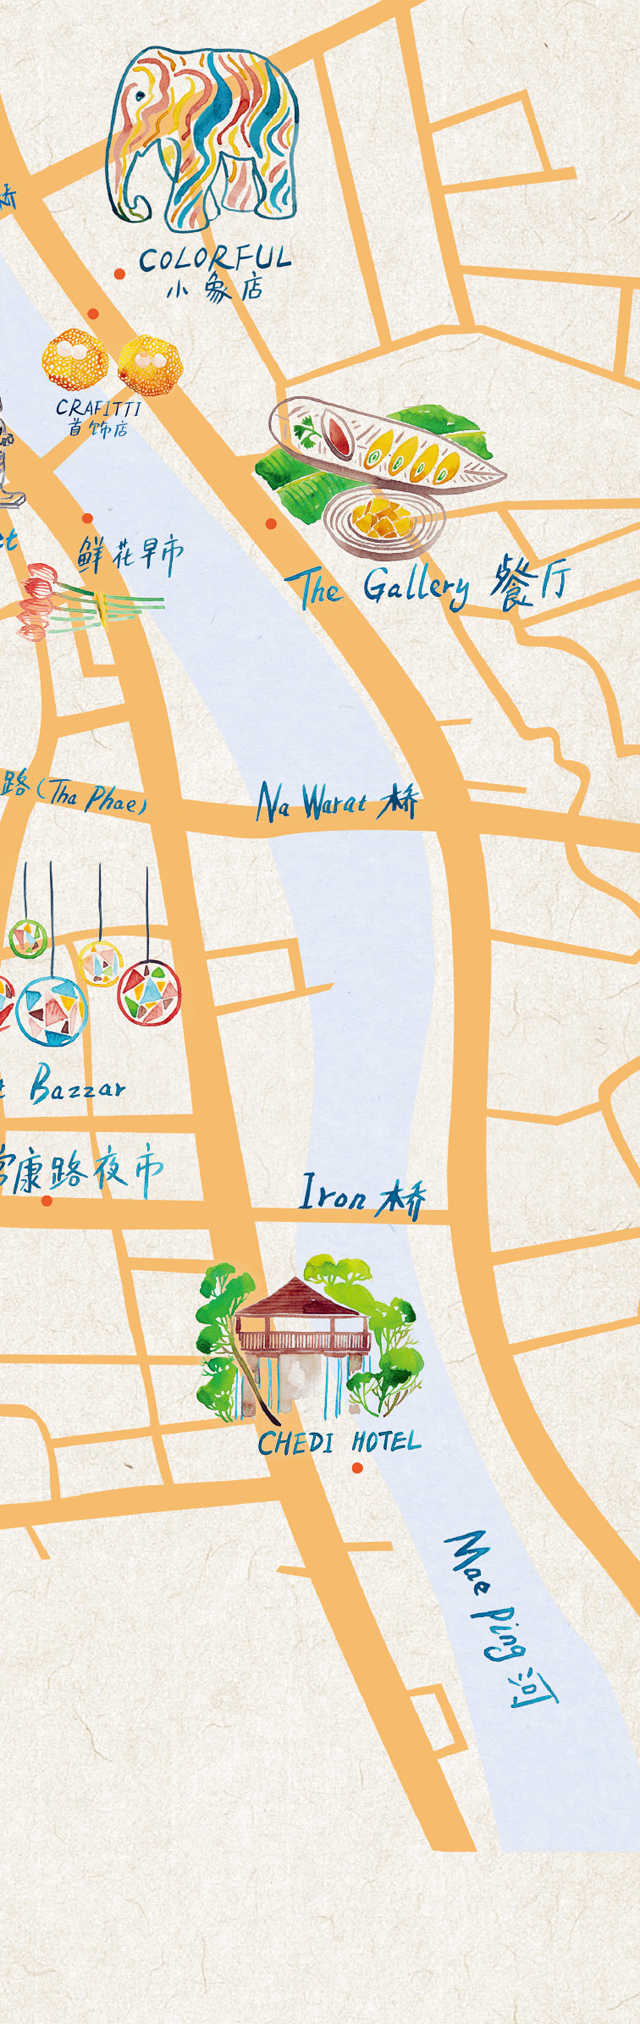 桥
COLORFUL
小象店
CRAFITTI
首饰店
鲜花早市
The Gallery 餐厅
路(Tha Phae)
Na Warat 桥
Bazzar
康路夜市
Iron 桥
CHEDI HOTEL
Mae Ping 河